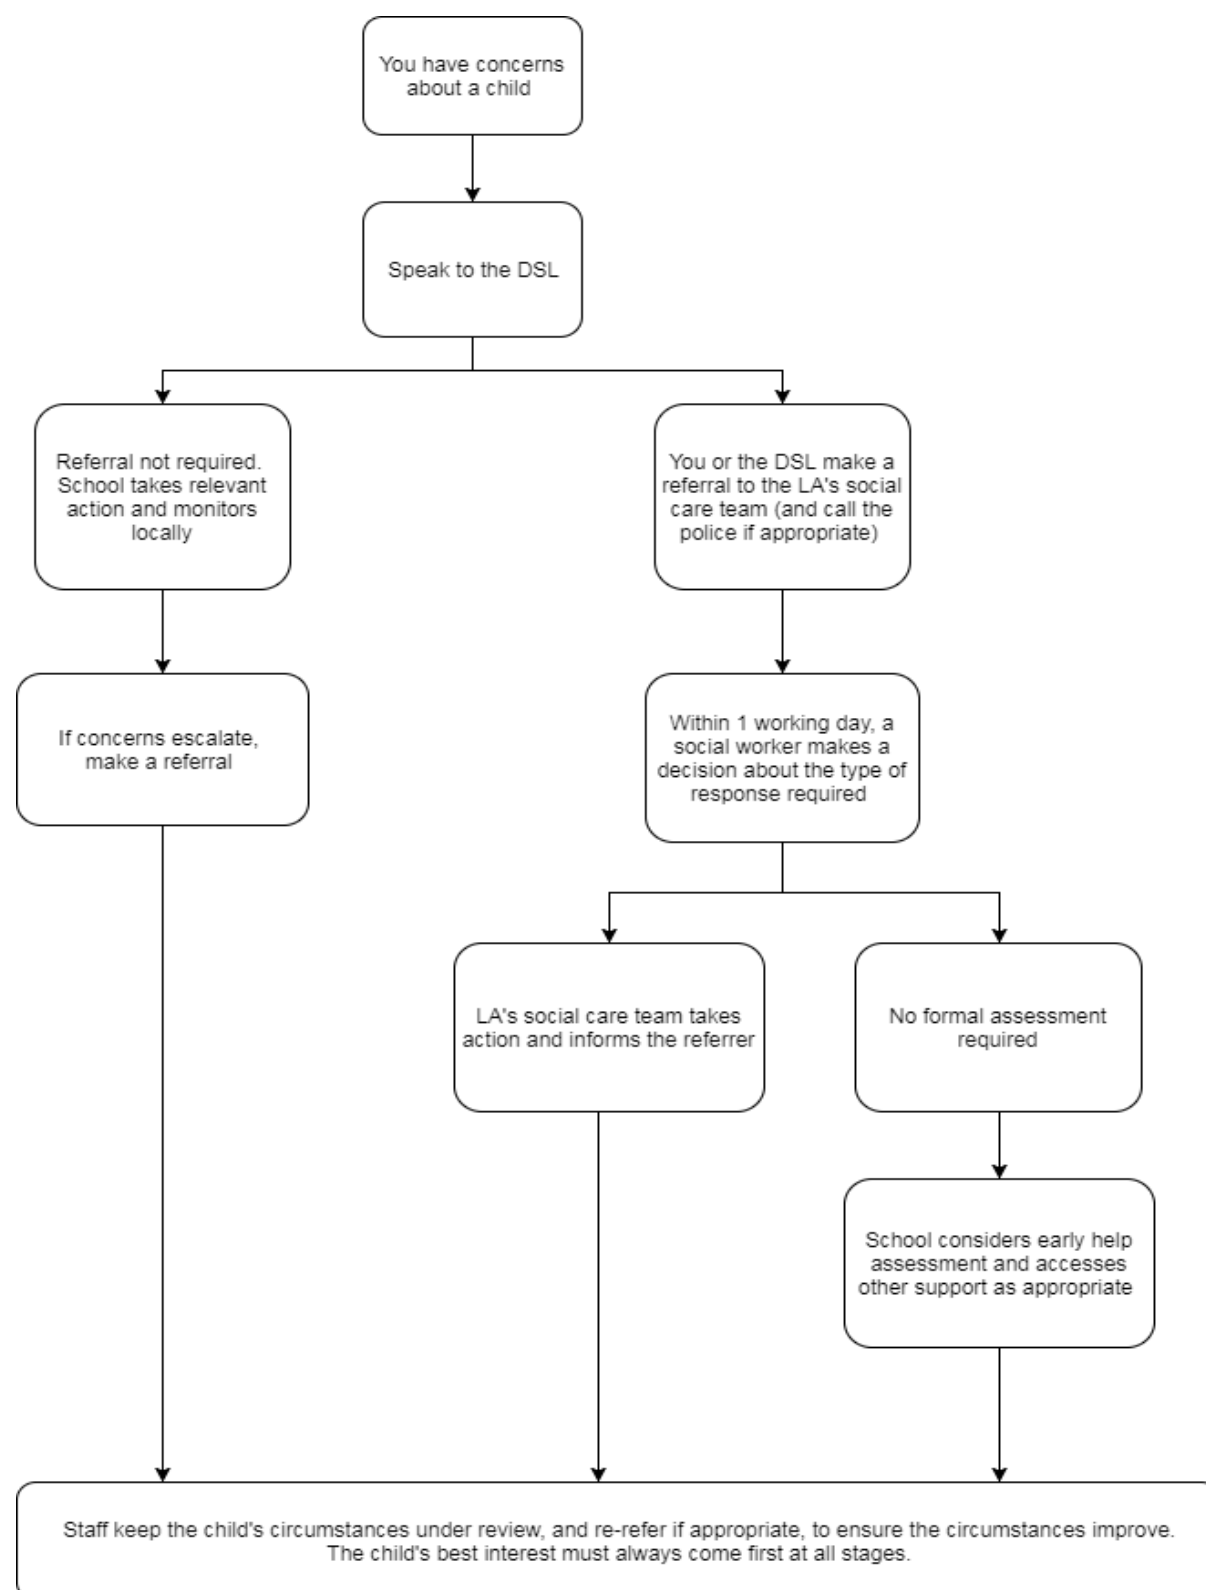 You have concerns
about a child
Speak to the DSL
Referral not required.
School takes relevant
action and monitors
locally
You or the DSL make a
referral to the LA's social
care team (and call the
police if appropriate)
If concerns escalate,
make a referral
Within 1 working day, a
social worker makes a
decision about the type of
response required
LA's social care team takes
action and informs the referrer
No formal assessment
required
School considers early help
assessment and accesses
other support as appropriate
Staff keep the child's circumstances under review, and re-refer if appropriate, to ensure the circumstances improve.
The child's best interest must always come first at all stages.